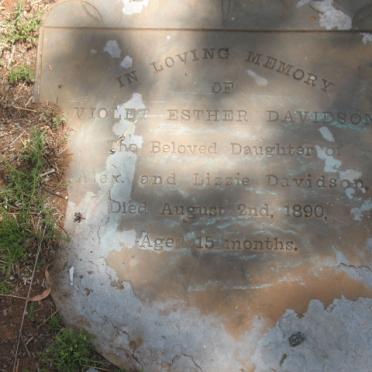 IN LOVING MEMORY
OF
VIOLET ESTHER DAVIDSON
The Beloved Daughter of
Alex. and Lizzie Davidson,
Died August 2nd, 1890,
Aged 15 months.